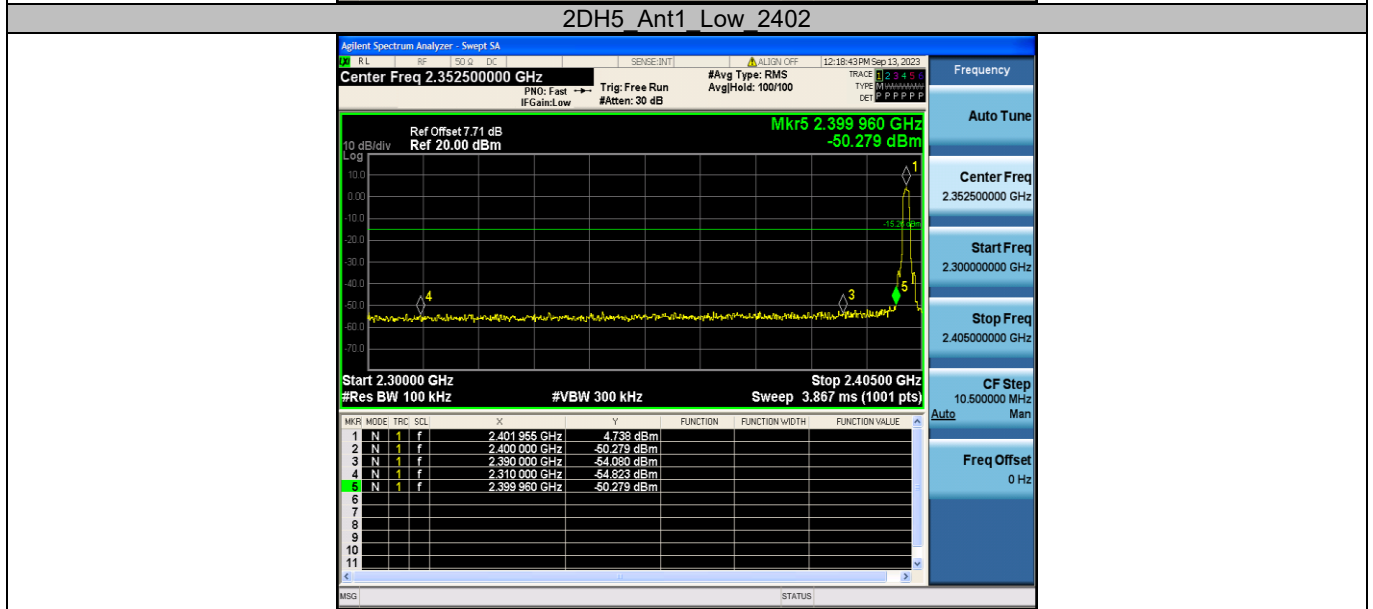 2DH5_Ant1_Low_2402
Agilent Spectrum Analyzer - Swept SA
RL RF 50 Ω DC SENSE:INT ALIGN OFF 12:18:43 PM Sep 13, 2023
Center Freq 2.352500000 GHz
PNO: Fast
IFGain:Low
Trig: Free Run
#Atten: 30 dB
#Avg Type: RMS
Avg|Hold: 100/100
TRACE 1 2 3 4 5 6
TYPE M
DET P P P P P P
Mkr5 2.399 960 GHz
-50.279 dBm
Ref Offset 7.71 dB
10 dB/div Ref 20.00 dBm
Log
10.0
0.00
-10.0
-20.0
-30.0
-40.0
-50.0
-60.0
-70.0
1
4
3
5
Start 2.30000 GHz Stop 2.40500 GHz
#Res BW 100 kHz #VBW 300 kHz Sweep 3.867 ms (1001 pts)
MKR MODE TRC SCL X Y FUNCTION FUNCTION WIDTH FUNCTION VALUE
1 N 1 f 2.401 955 GHz 4.738 dBm
2 N 1 f 2.400 000 GHz -50.279 dBm
3 N 1 f 2.390 000 GHz -54.080 dBm
4 N 1 f 2.310 000 GHz -54.823 dBm
5 N 1 f 2.399 960 GHz -50.279 dBm
6
7
8
9
10
11
MSG STATUS
Frequency
Auto Tune
Center Freq
2.352500000 GHz
Start Freq
2.300000000 GHz
Stop Freq
2.405000000 GHz
CF Step
10.500000 MHz
Auto Man
Freq Offset
0 Hz